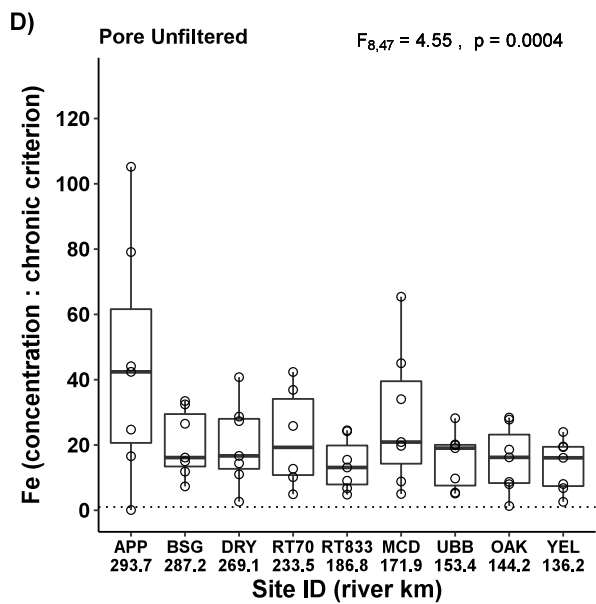 D)
Pore Unfiltered
F8,47 = 4.55 , p = 0.0004
Fe (concentration : chronic criterion)
120
100
80
60
40
20
0
APP BSG DRY RT70 RT833 MCD UBB OAK YEL
293.7 287.2 269.1 233.5 186.8 171.9 153.4 144.2 136.2
Site ID (river km)